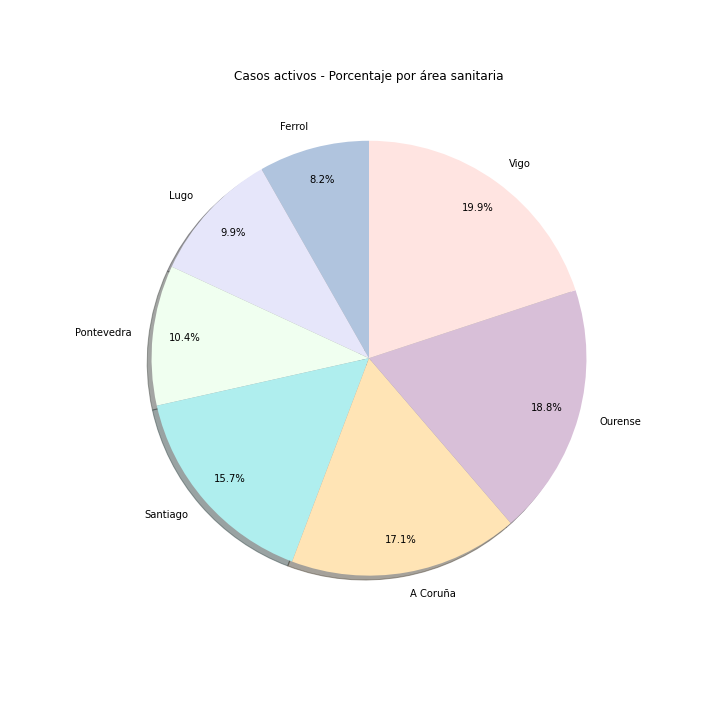 Casos activos - Porcentaje por área sanitaria
Ferrol
8.2%
Vigo
19.9%
Lugo
9.9%
Pontevedra
10.4%
Ourense
18.8%
Santiago
15.7%
A Coruña
17.1%